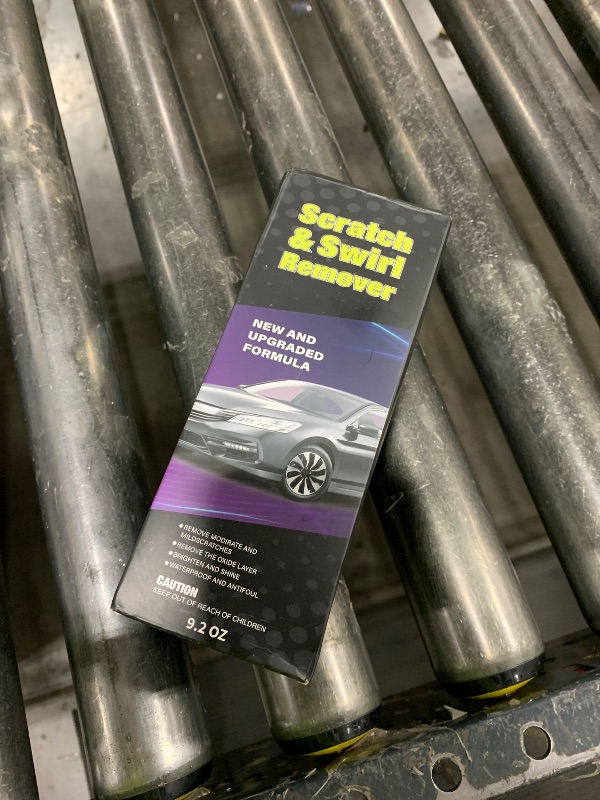 Scratch
& Swirl
Remover
NEW AND
UPGRADED
FORMULA
●REMOVE MODIRATE AND
MILDSCRATCHES
●REMOVE THE OXIDE LAYER
●BRIGHTEN AND SHINE
●WATERPROOF AND ANTIFOUL
CAUTION
KEEP OUT OF REACH OF CHILDREN
9.2 OZ